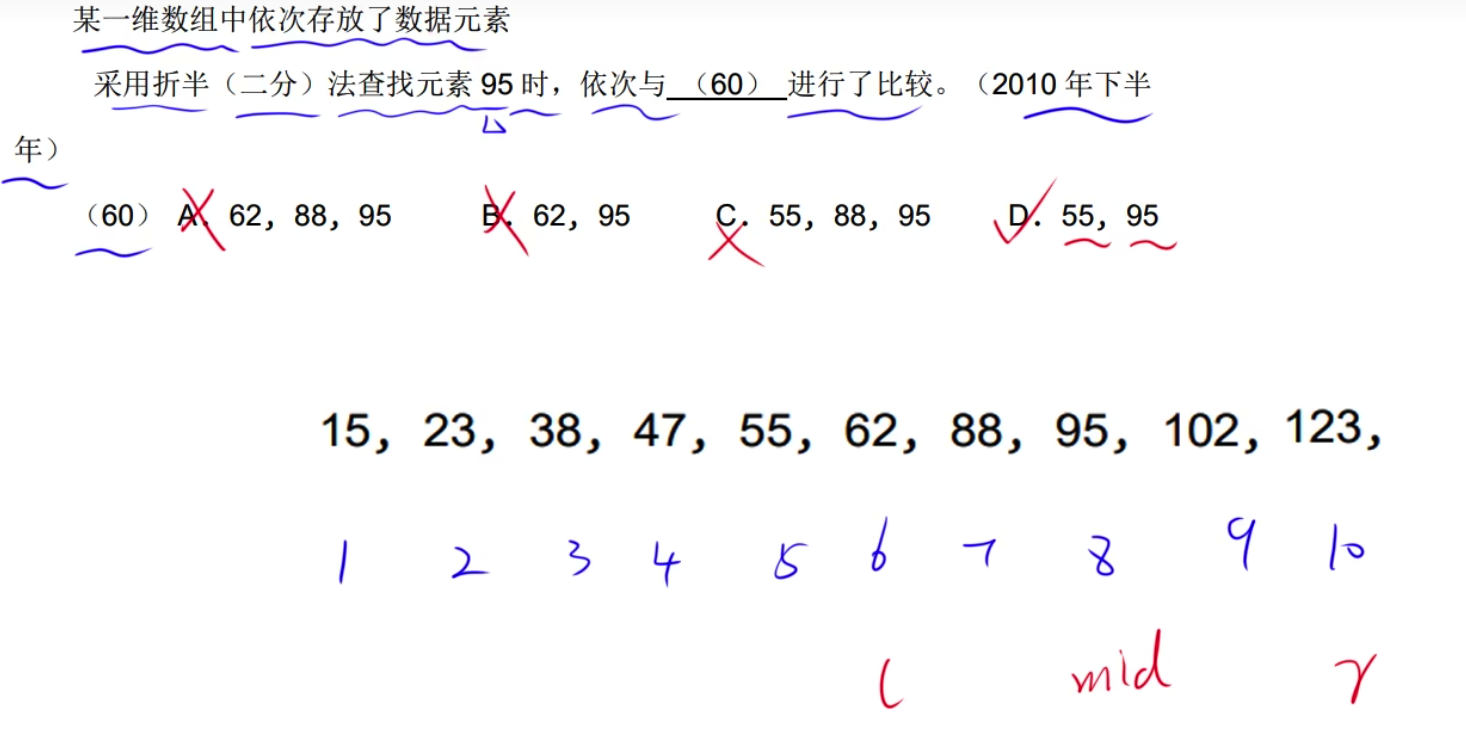 某一维数组中依次存放了数据元素
采用折半（二分）法查找元素 95 时，依次与 （60） 进行了比较。（2010 年下半
年）
（60） A. 62，88，95 B. 62，95 C. 55，88，95 D. 55，95
15，23，38，47，55，62，88，95，102，123，
1 2 3 4 5 6 7 8 9 10
l mid r